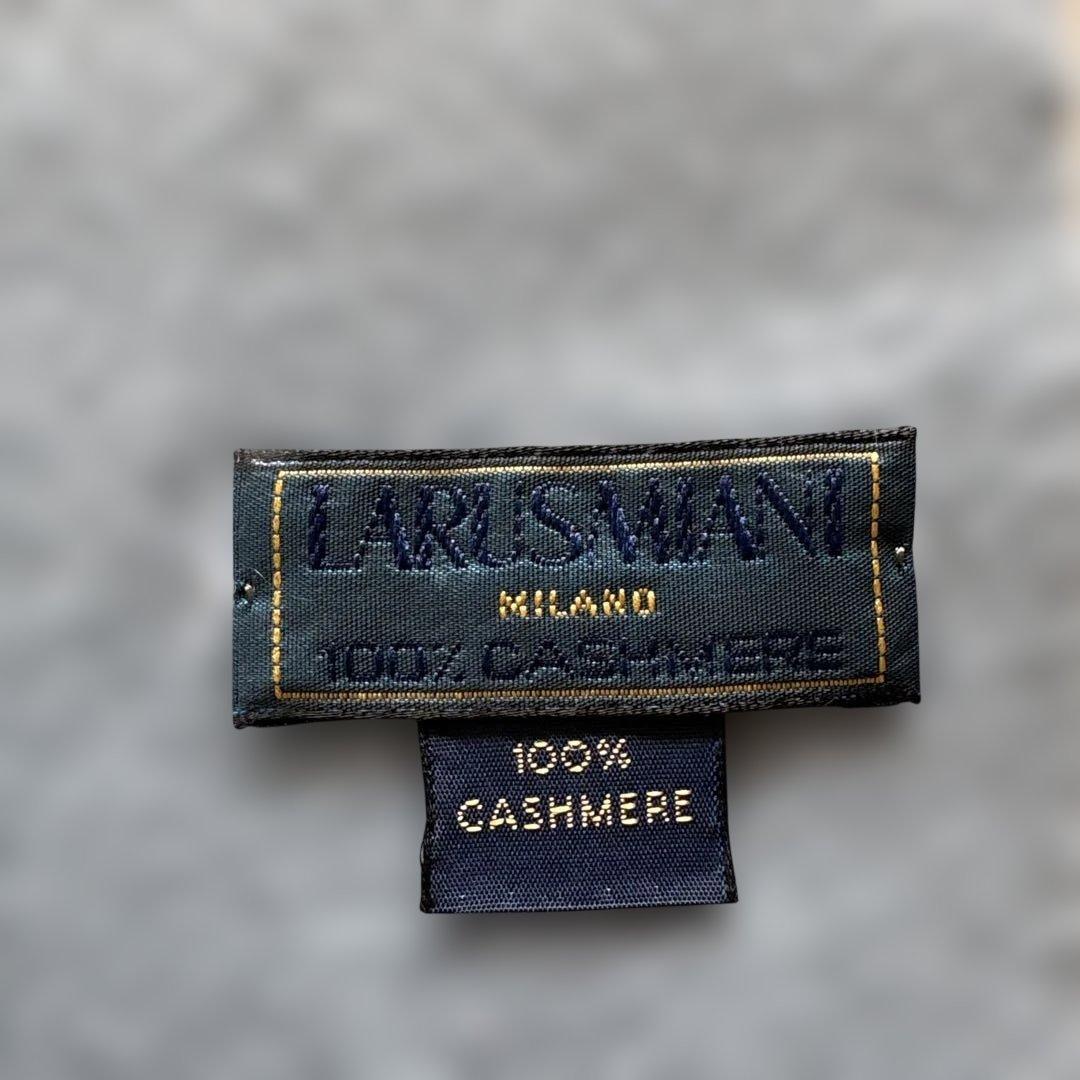 LARUSMIANI
MILANO
100% CASHMERE
100%
CASHMERE